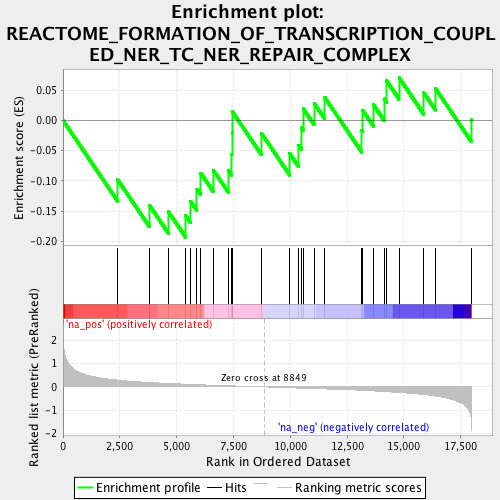 Enrichment plot:
REACTOME_FORMATION_OF_TRANSCRIPTION_COUPL
ED_NER_TC_NER_REPAIR_COMPLEX
Enrichment score (ES)
0.05
0.00
-0.05
-0.10
-0.15
-0.20
'na_pos' (positively correlated)
Ranked list metric (PreRanked)
2
1
0
-1
-2
Zero cross at 8849
'na_neg' (negatively correlated)
0
2,500
5,000
7,500
10,000
12,500
15,000
17,500
Rank in Ordered Dataset
Enrichment profile
Hits
Ranking metric scores